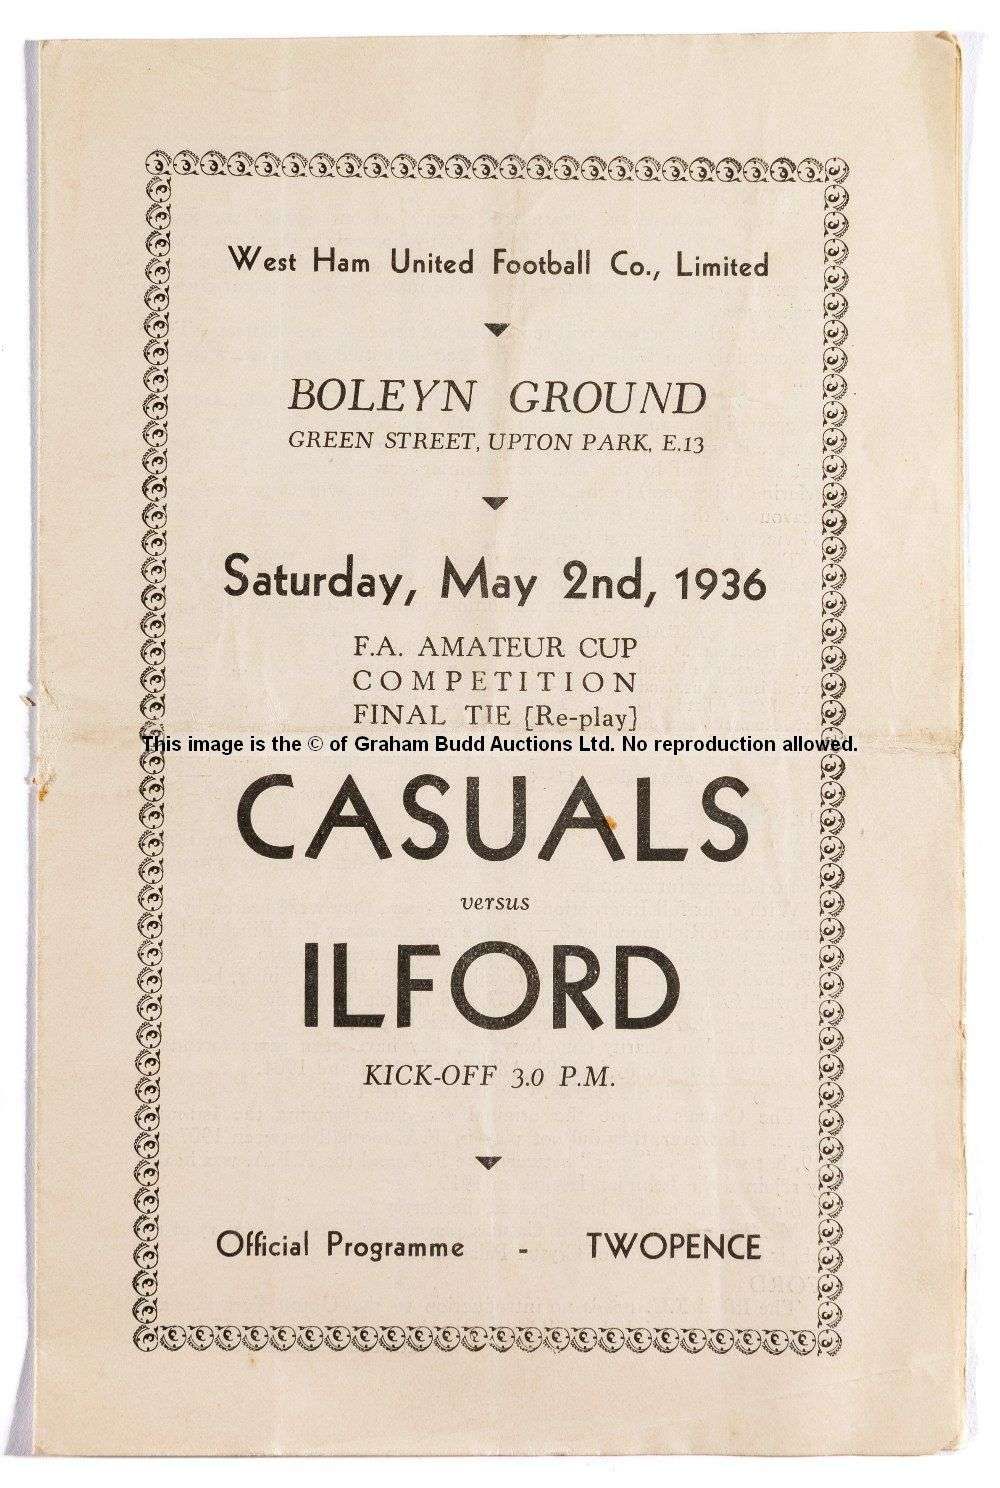 West Ham United Football Co., Limited
BOLEYN GROUND
GREEN STREET, UPTON PARK, E.13
Saturday, May 2nd, 1936
F.A. AMATEUR CUP
COMPETITION
FINAL TIE [Re-play]
This image is the © of Graham Budd Auctions Ltd. No reproduction allowed.
CASUALS
versus
ILFORD
KICK-OFF 3.0 P.M.
Official Programme - TWOPENCE